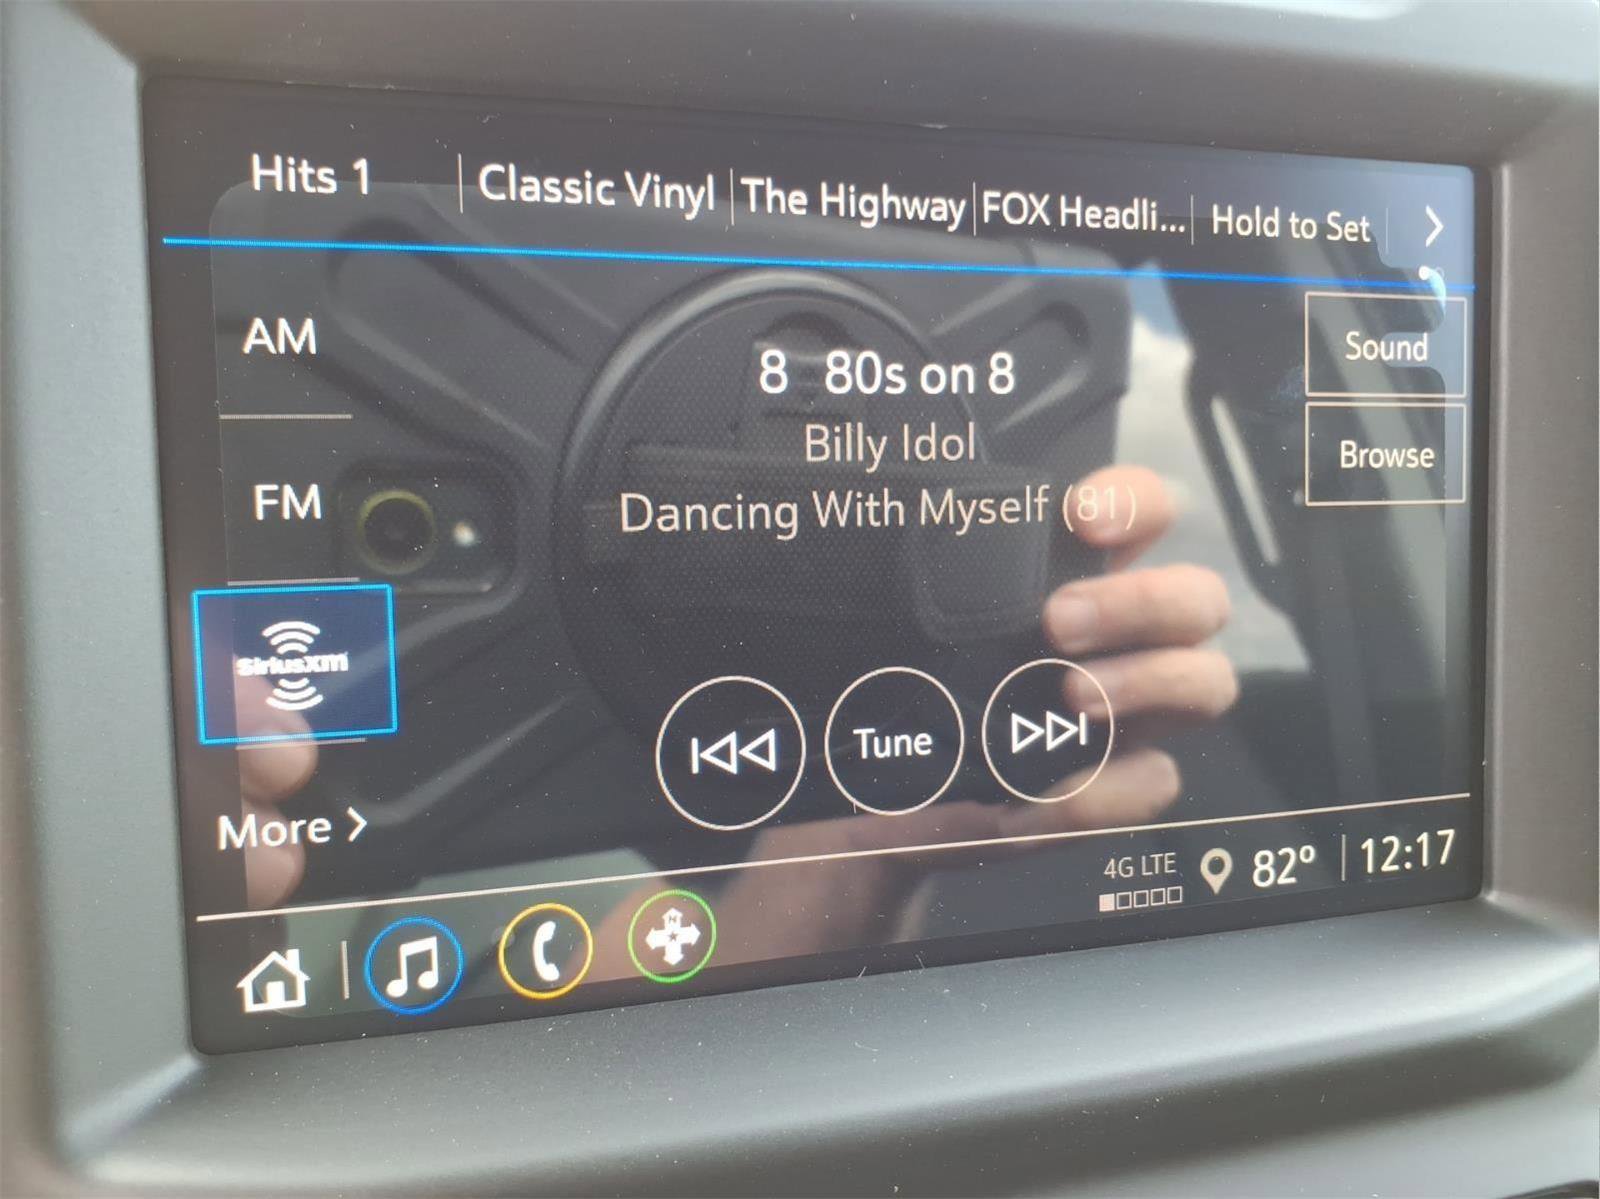 Hits 1
Classic Vinyl
The Highway
FOX Headli...
Hold to Set
AM
FM
SiriusXM
More
8 80s on 8
Billy Idol
Dancing With Myself (81)
Sound
Browse
Tune
4G LTE
82°
12:17
N